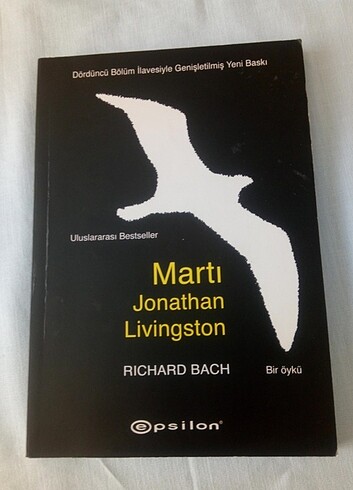 Dördüncü Bölüm İlavesiyle Genişletilmiş Yeni Baskı
Uluslararası Bestseller
Martı
Jonathan
Livingston
RICHARD BACH
Bir öykü
epsilon®